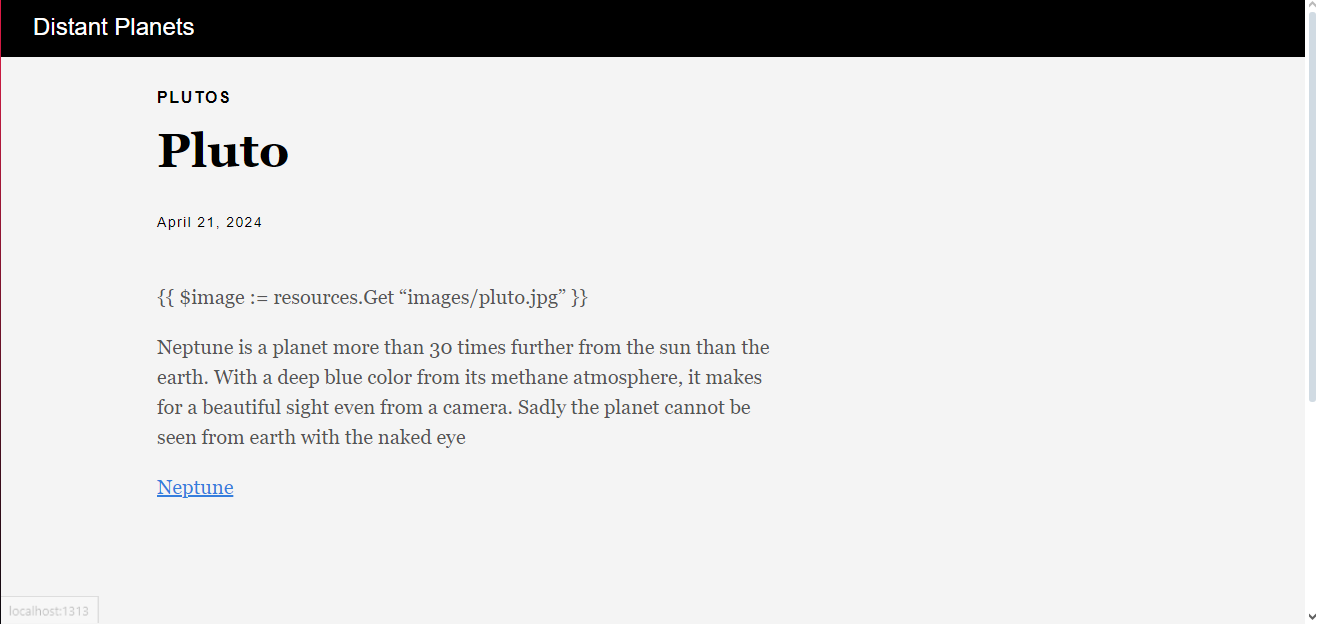 Distant Planets
PLUTOS
Pluto
April 21, 2024
{{ $image := resources.Get “images/pluto.jpg” }}
Neptune is a planet more than 30 times further from the sun than the
earth. With a deep blue color from its methane atmosphere, it makes
for a beautiful sight even from a camera. Sadly the planet cannot be
seen from earth with the naked eye
Neptune
localhost:1313